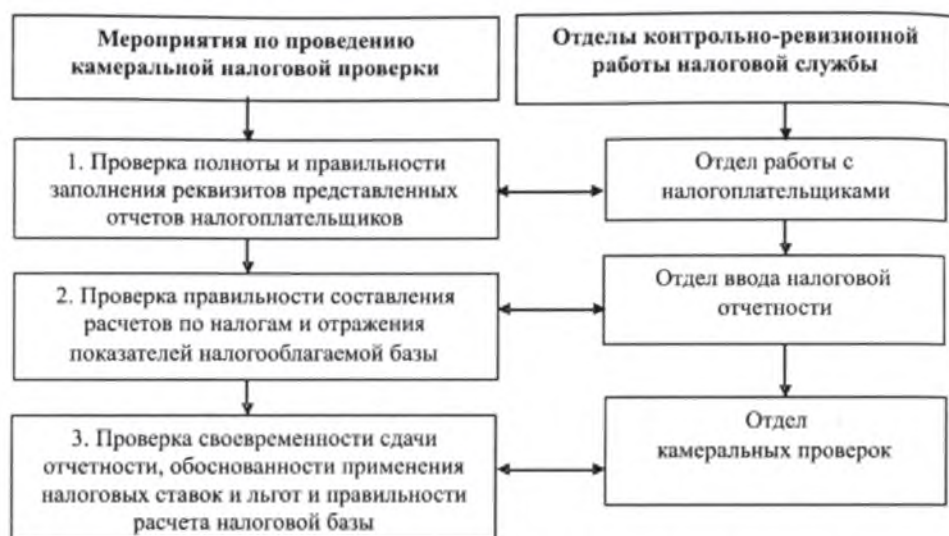 Мероприятия по проведению
камеральной налоговой проверки
Отделы контрольно-ревизионной
работы налоговой службы
1. Проверка полноты и правильности
заполнения реквизитов представленных
отчетов налогоплательщиков
Отдел работы с
налогоплательщиками
2. Проверка правильности составления
расчетов по налогам и отражения
показателей налогооблагаемой базы
Отдел ввода налоговой
отчетности
3. Проверка своевременности сдачи
отчетности, обоснованности применения
налоговых ставок и льгот и правильности
расчета налоговой базы
Отдел
камеральных проверок